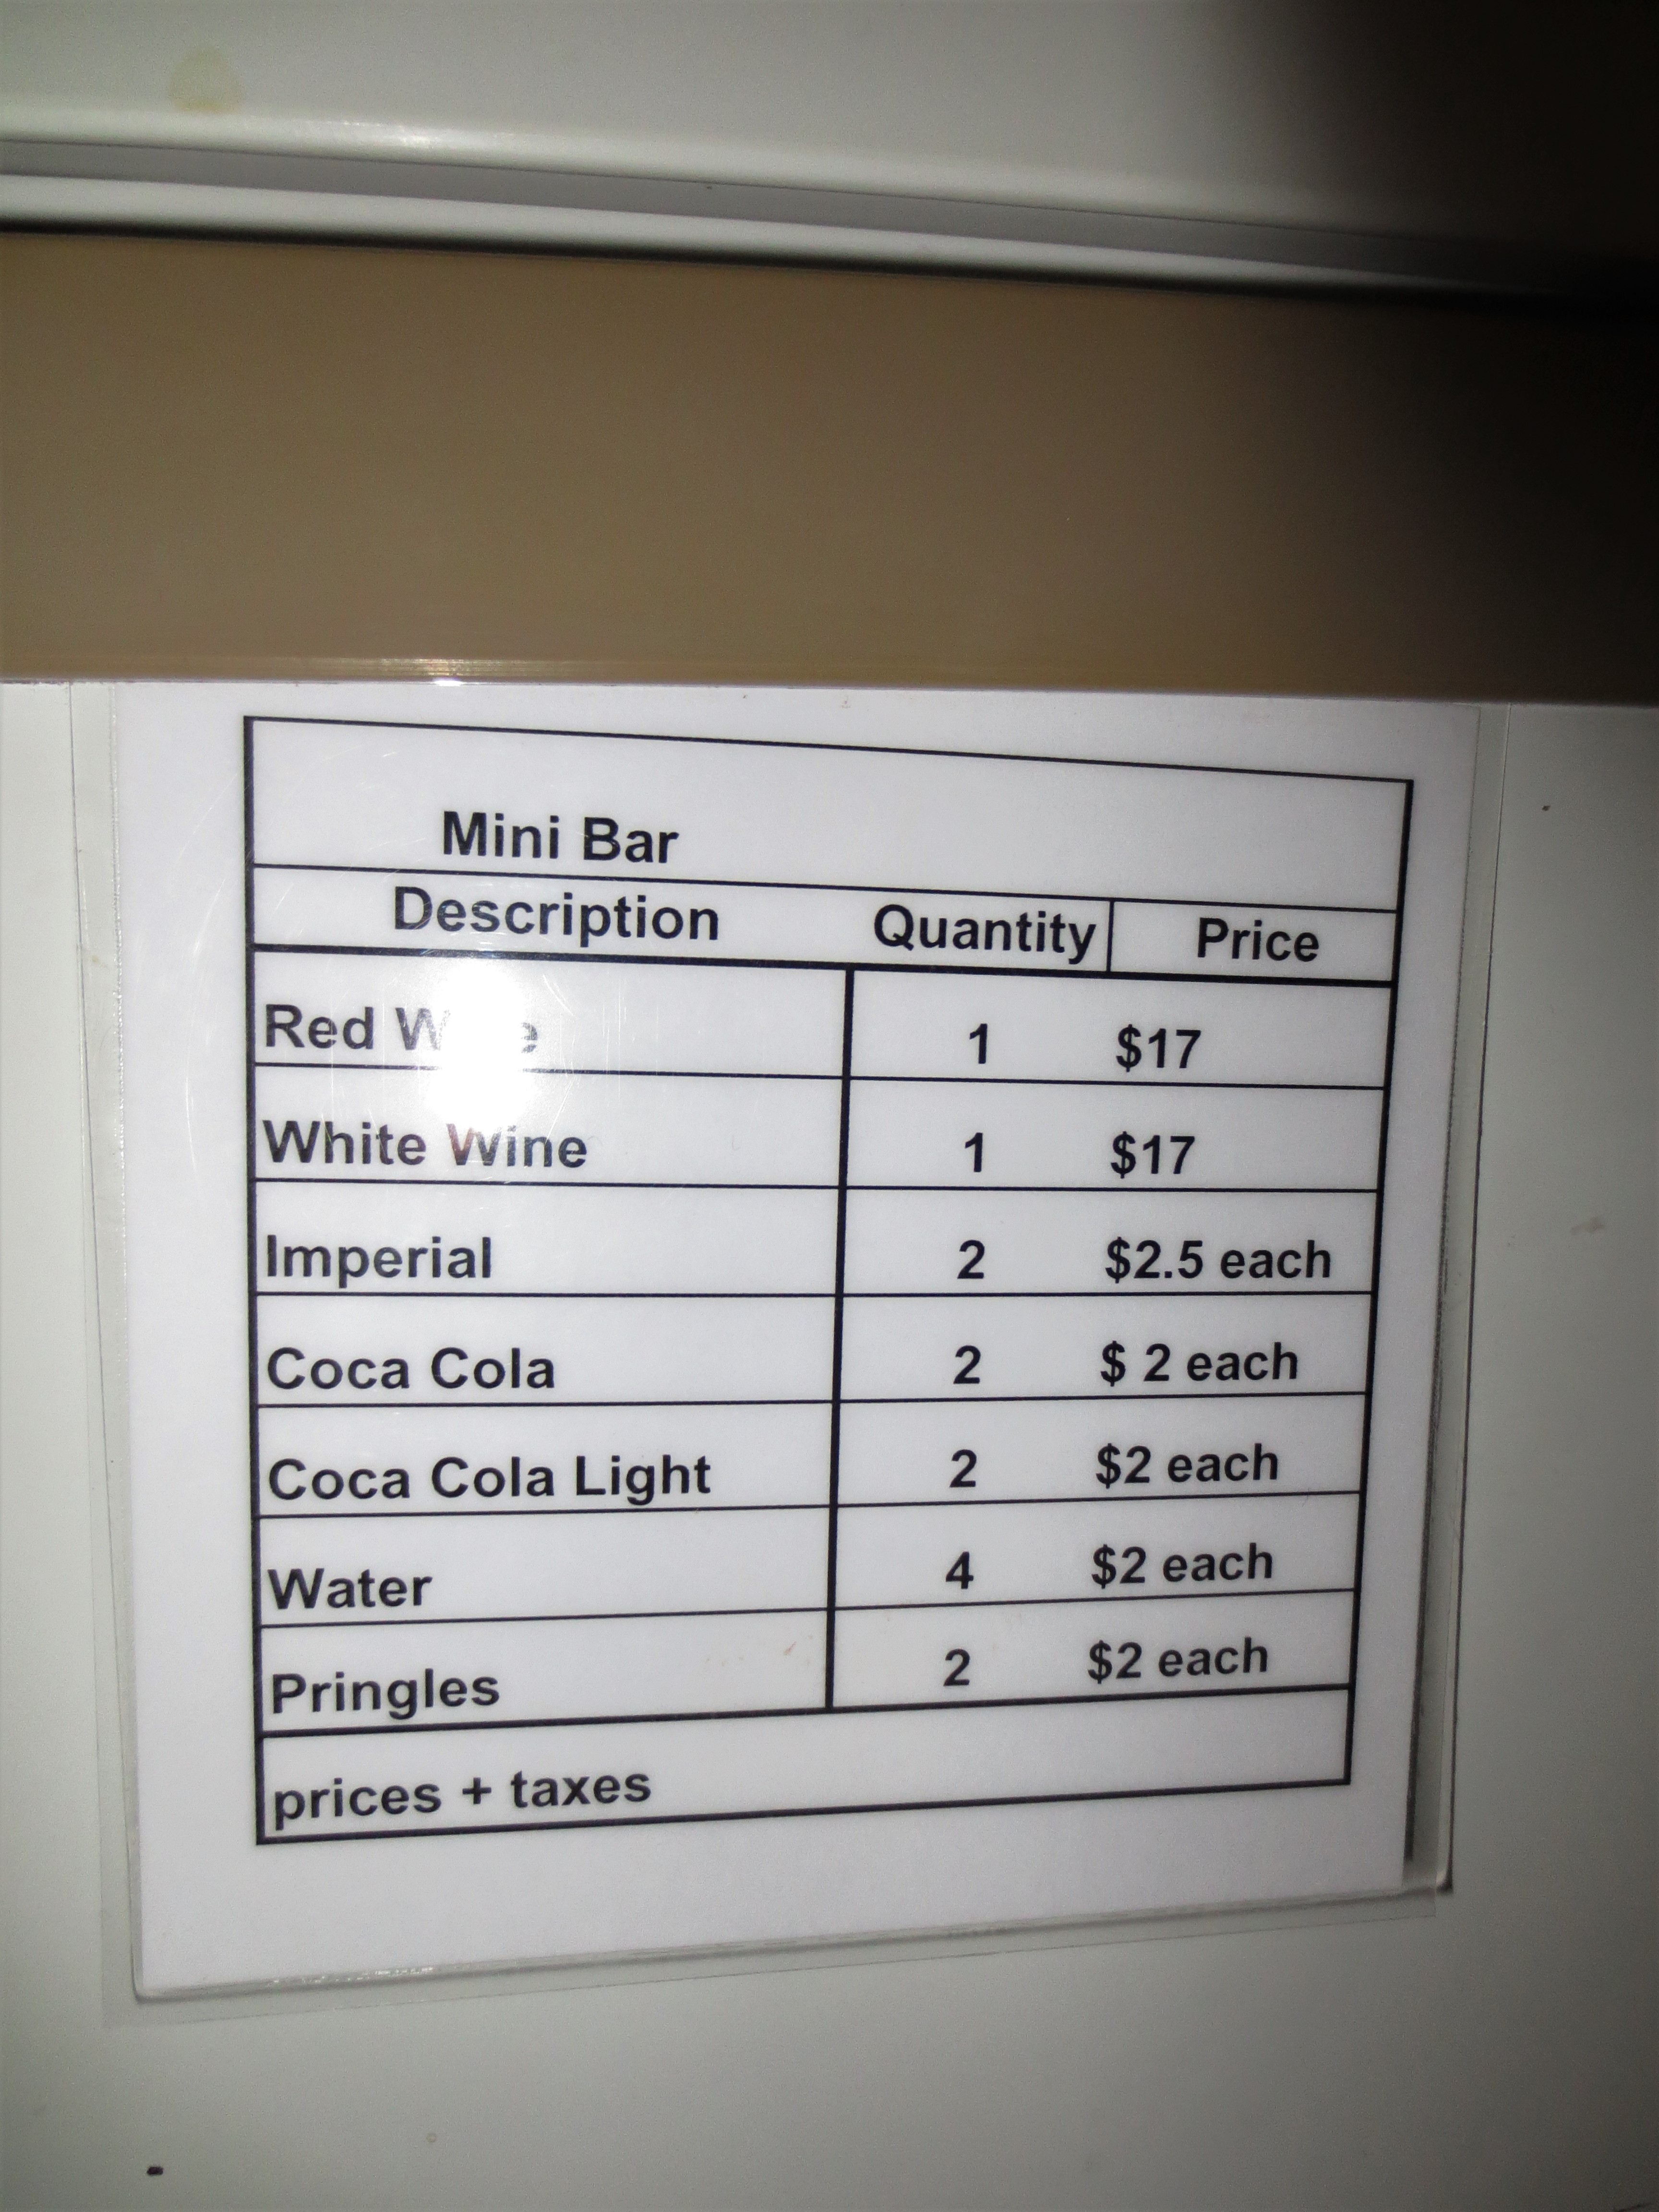 Mini Bar
Description Quantity Price
Red 1 $17
White Wine 1 $17
Imperial 2 $2.5 each
Coca Cola 2 $ 2 each
Coca Cola Light 2 $2 each
Water 4 $2 each
Pringles 2 $2 each
prices + taxes